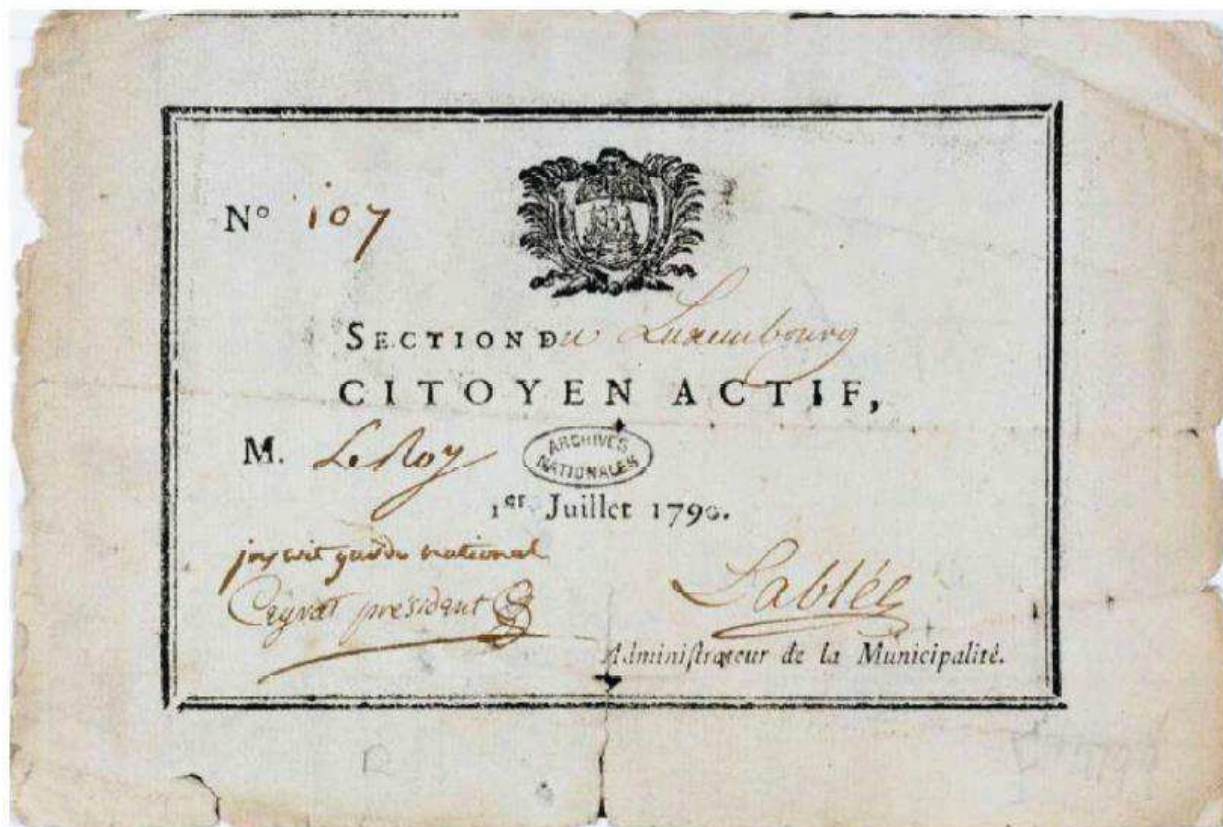 Nº 107
SECTION DU Luxembourg
CITOYEN ACTIF,
M. Le Roy
ARCHIVES
NATIONALES
1er Juillet 1790.
garde national
président
Lablée
Adminiſtrateur de la Municipalité.